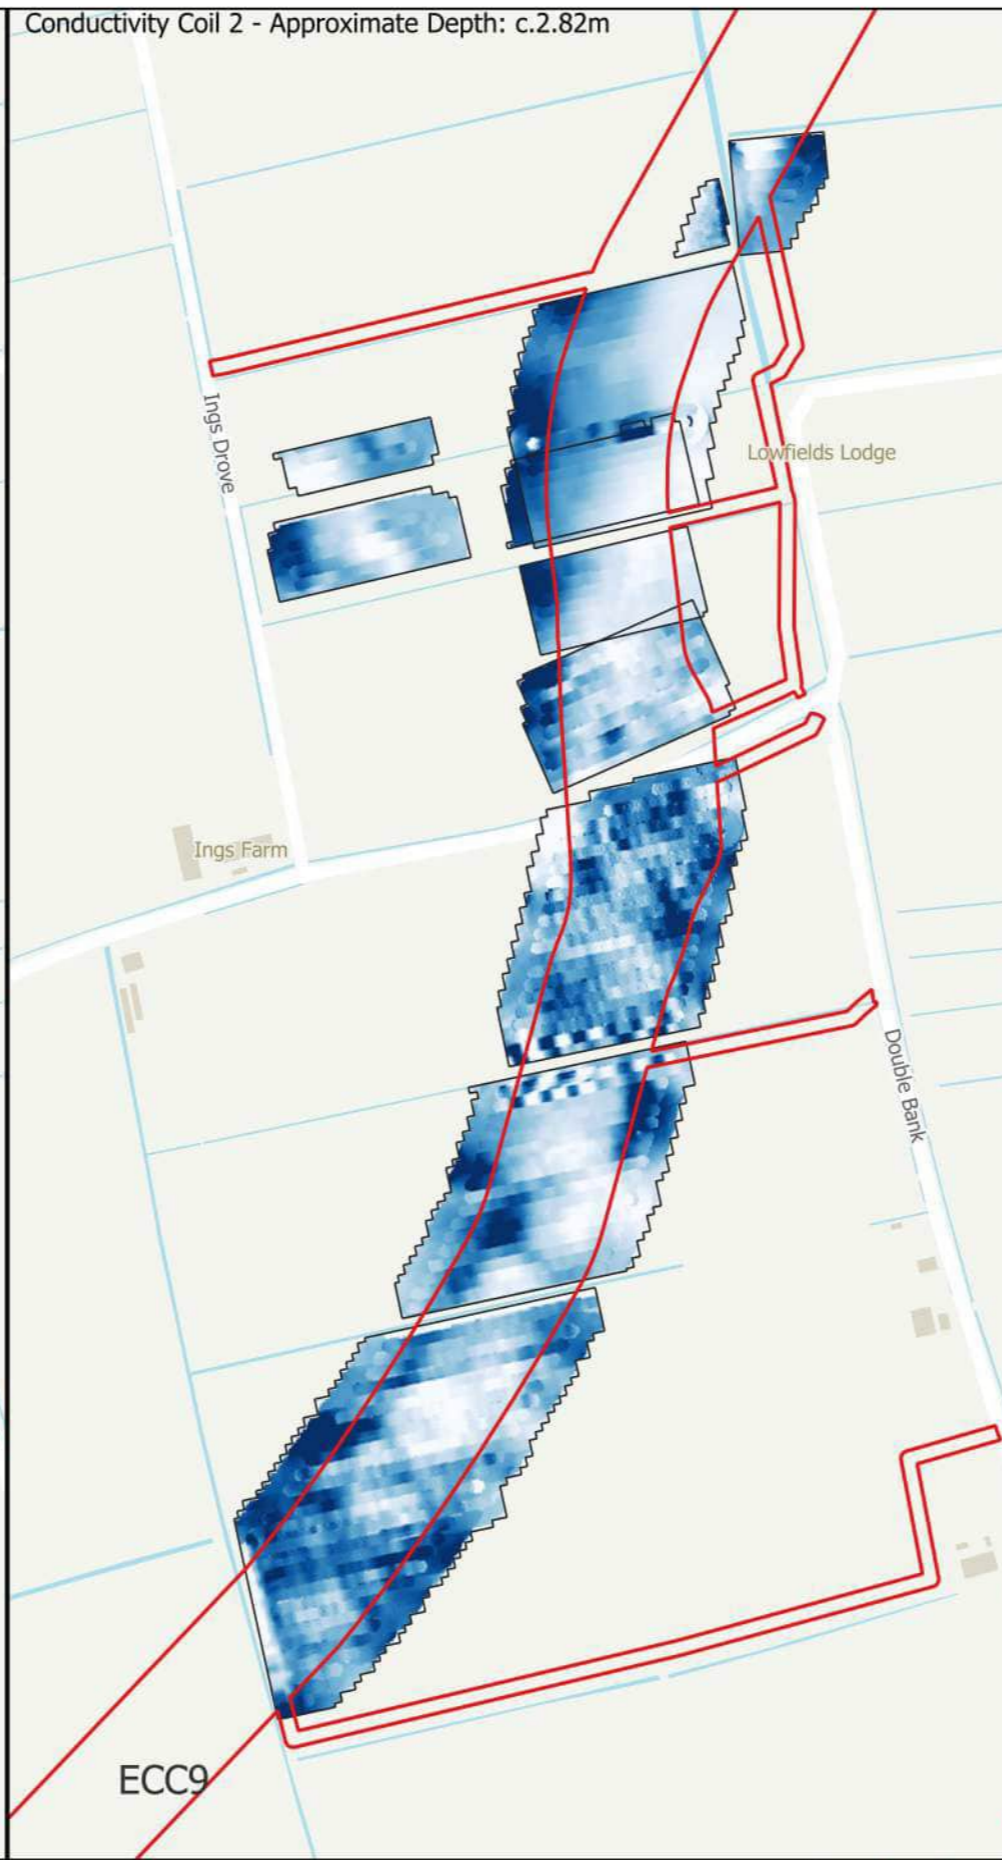 Conductivity Coil 2 - Approximate Depth: c.2.82m
Ings Drove
Lowfields Lodge
Ings Farm
Double Bank
ECC9